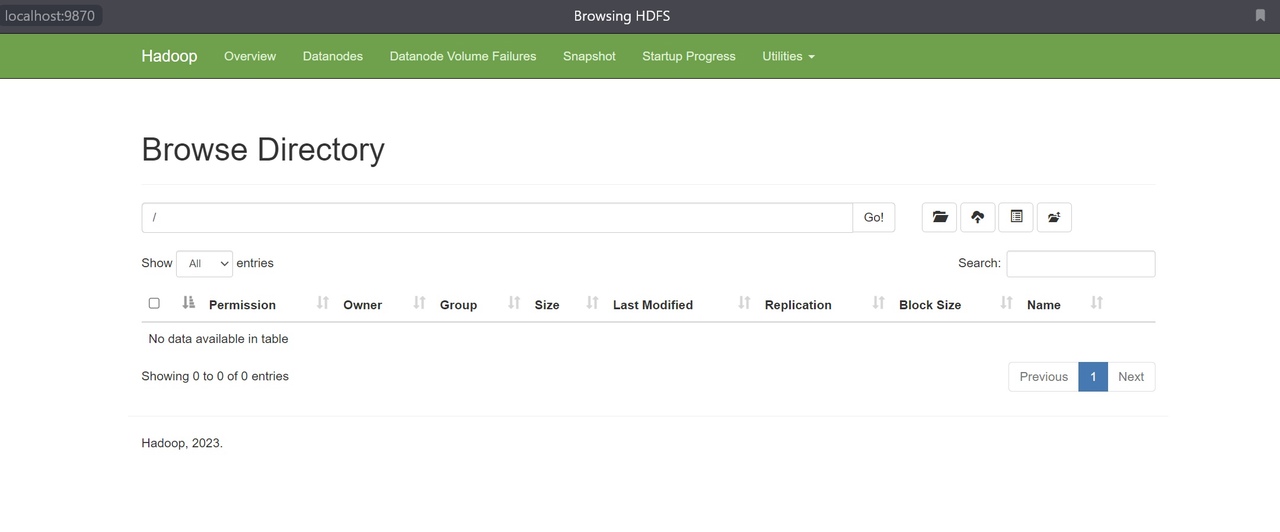 localhost:9870 Browsing HDFS
Hadoop Overview Datanodes Datanode Volume Failures Snapshot Startup Progress Utilities
Browse Directory
/ Go!
Show All entries Search:
Permission Owner Group Size Last Modified Replication Block Size Name
No data available in table
Showing 0 to 0 of 0 entries Previous 1 Next
Hadoop, 2023.